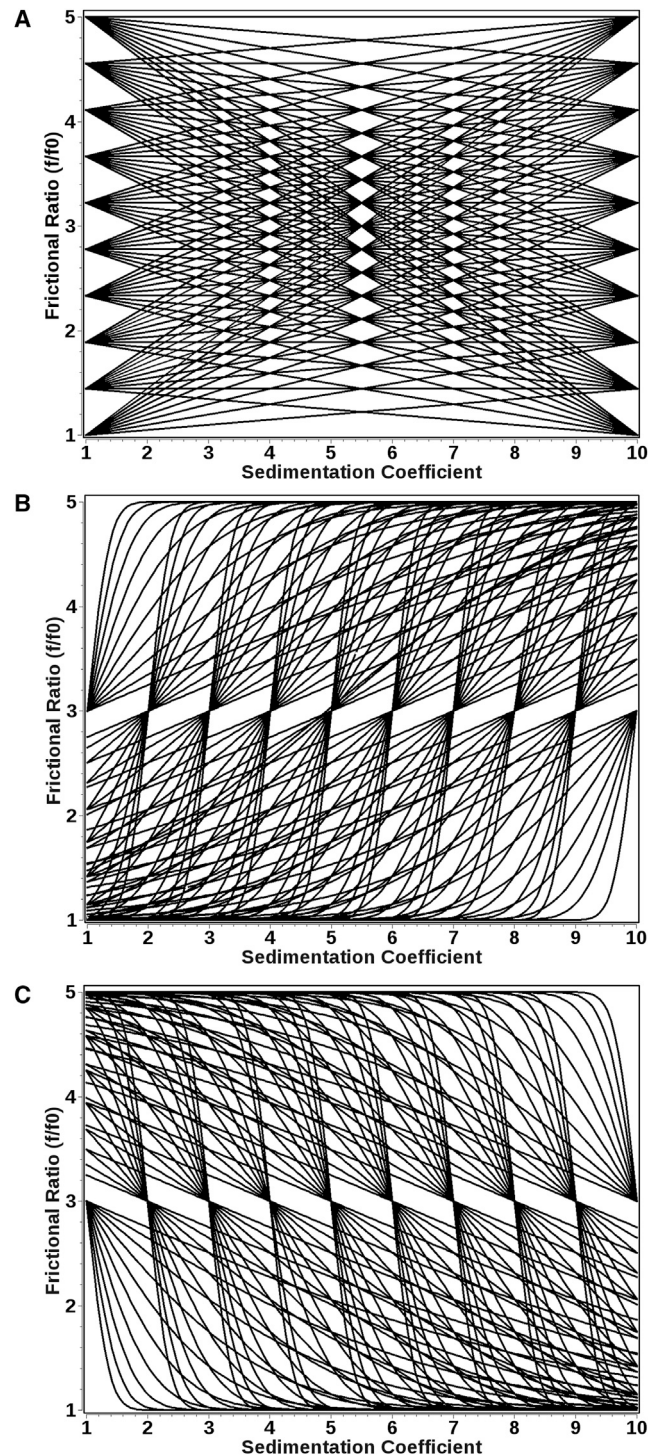 A
5
4
3
2
1
Frictional Ratio (f/f0)
1 2 3 4 5 6 7 8 9 10
Sedimentation Coefficient
B
5
4
3
2
1
Frictional Ratio (f/f0)
1 2 3 4 5 6 7 8 9 10
Sedimentation Coefficient
C
5
4
3
2
1
Frictional Ratio (f/f0)
1 2 3 4 5 6 7 8 9 10
Sedimentation Coefficient